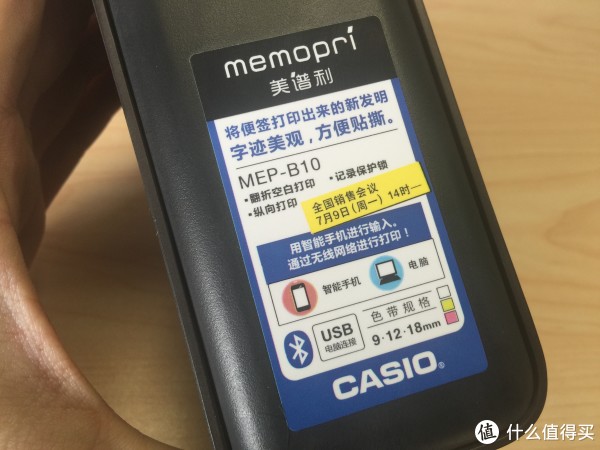 memopri
美谱利
将便签打印出来的新发明
字迹美观，方便贴撕。
MEP-B10
·翻折空白打印 ·记录保护锁
·纵向打印
全国销售会议
7月9日(周一) 14时—
用智能手机进行输入。
通过无线网络进行打印！
智能手机 电脑
USB
电脑连接
色带规格
9·12·18mm
CASIO®
值 什么值得买